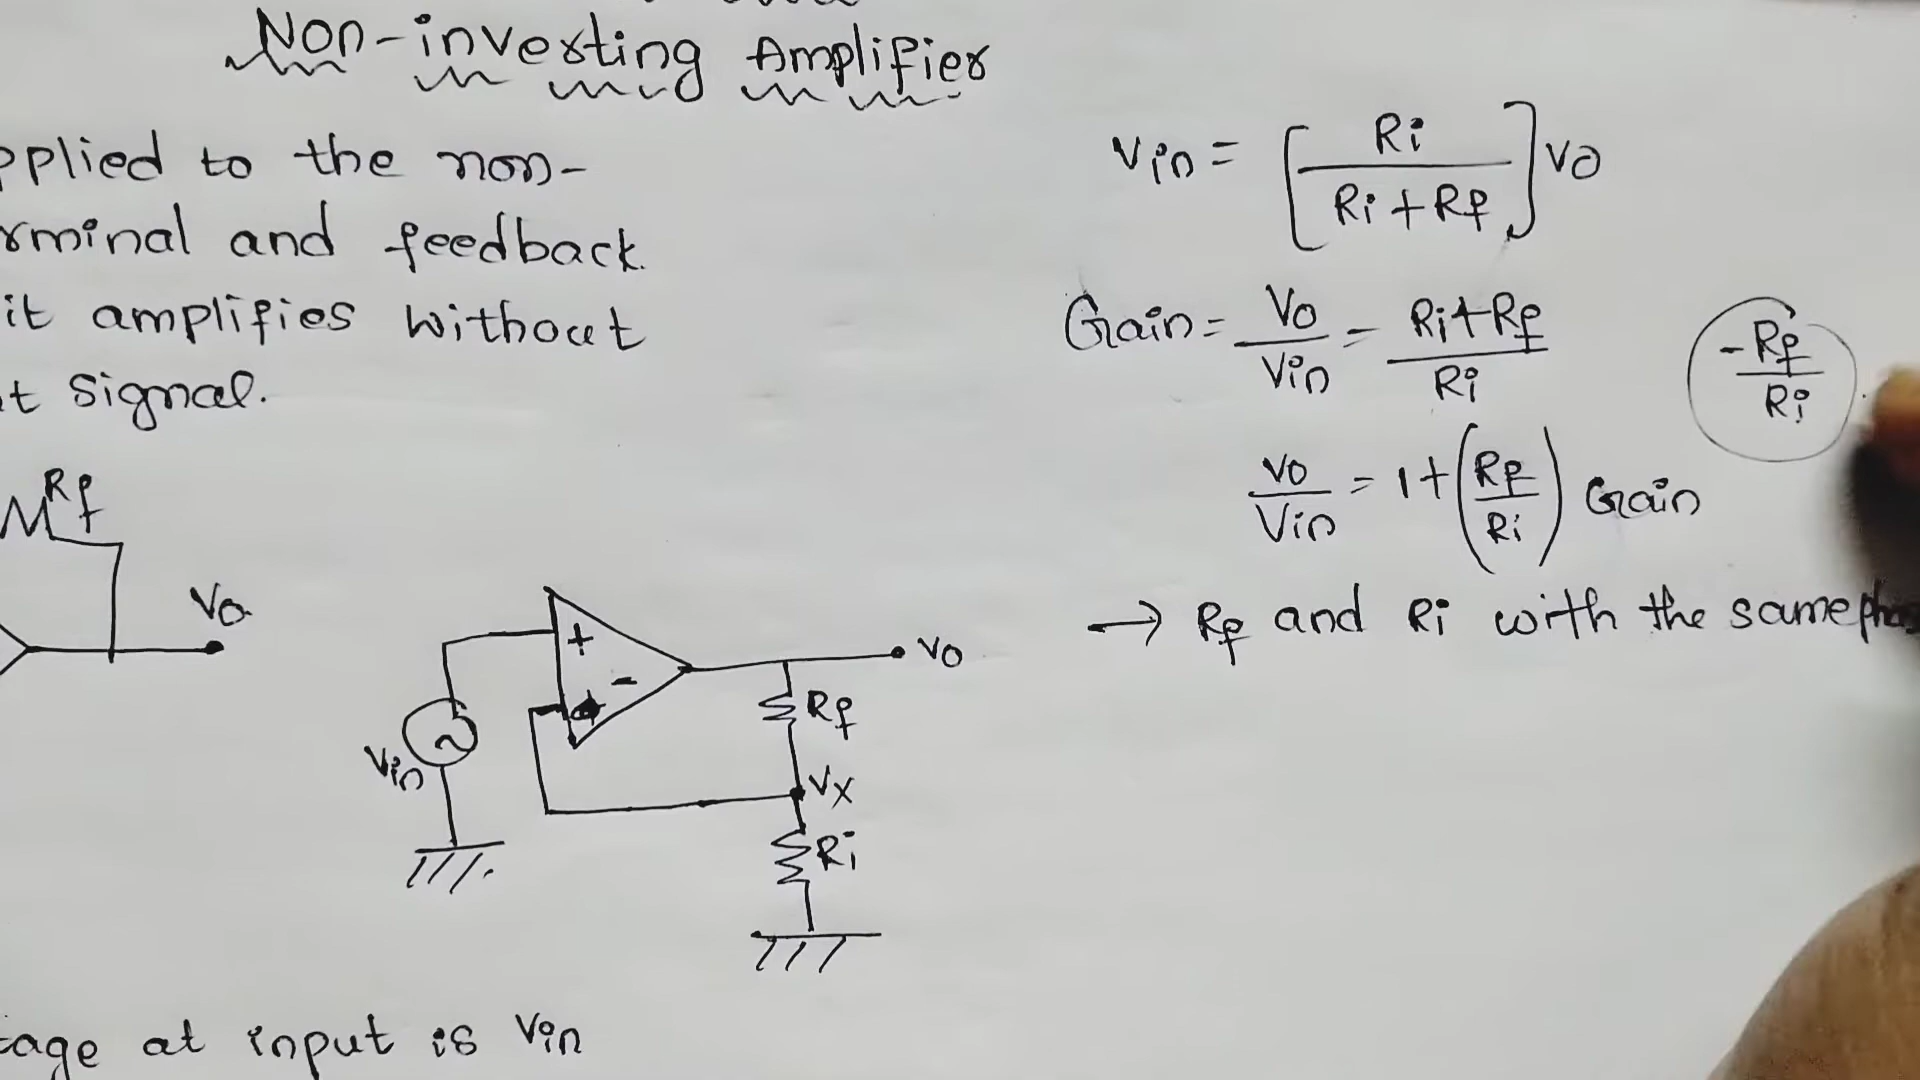 Non-inverting Amplifier
pplied to the non-
rminal and feedback.
it amplifies without
t signal.
Rf
Vo
+
-
Vo
Rf
Vin
Vx
Ri
age at input is Vin
Vin = [Ri / Ri + Rf] Vo
Gain = Vo / Vin = Ri + Rf / Ri
-Rf / Ri
Vo / Vin = 1 + (Rf / Ri) Gain
→ Rf and Ri with the same